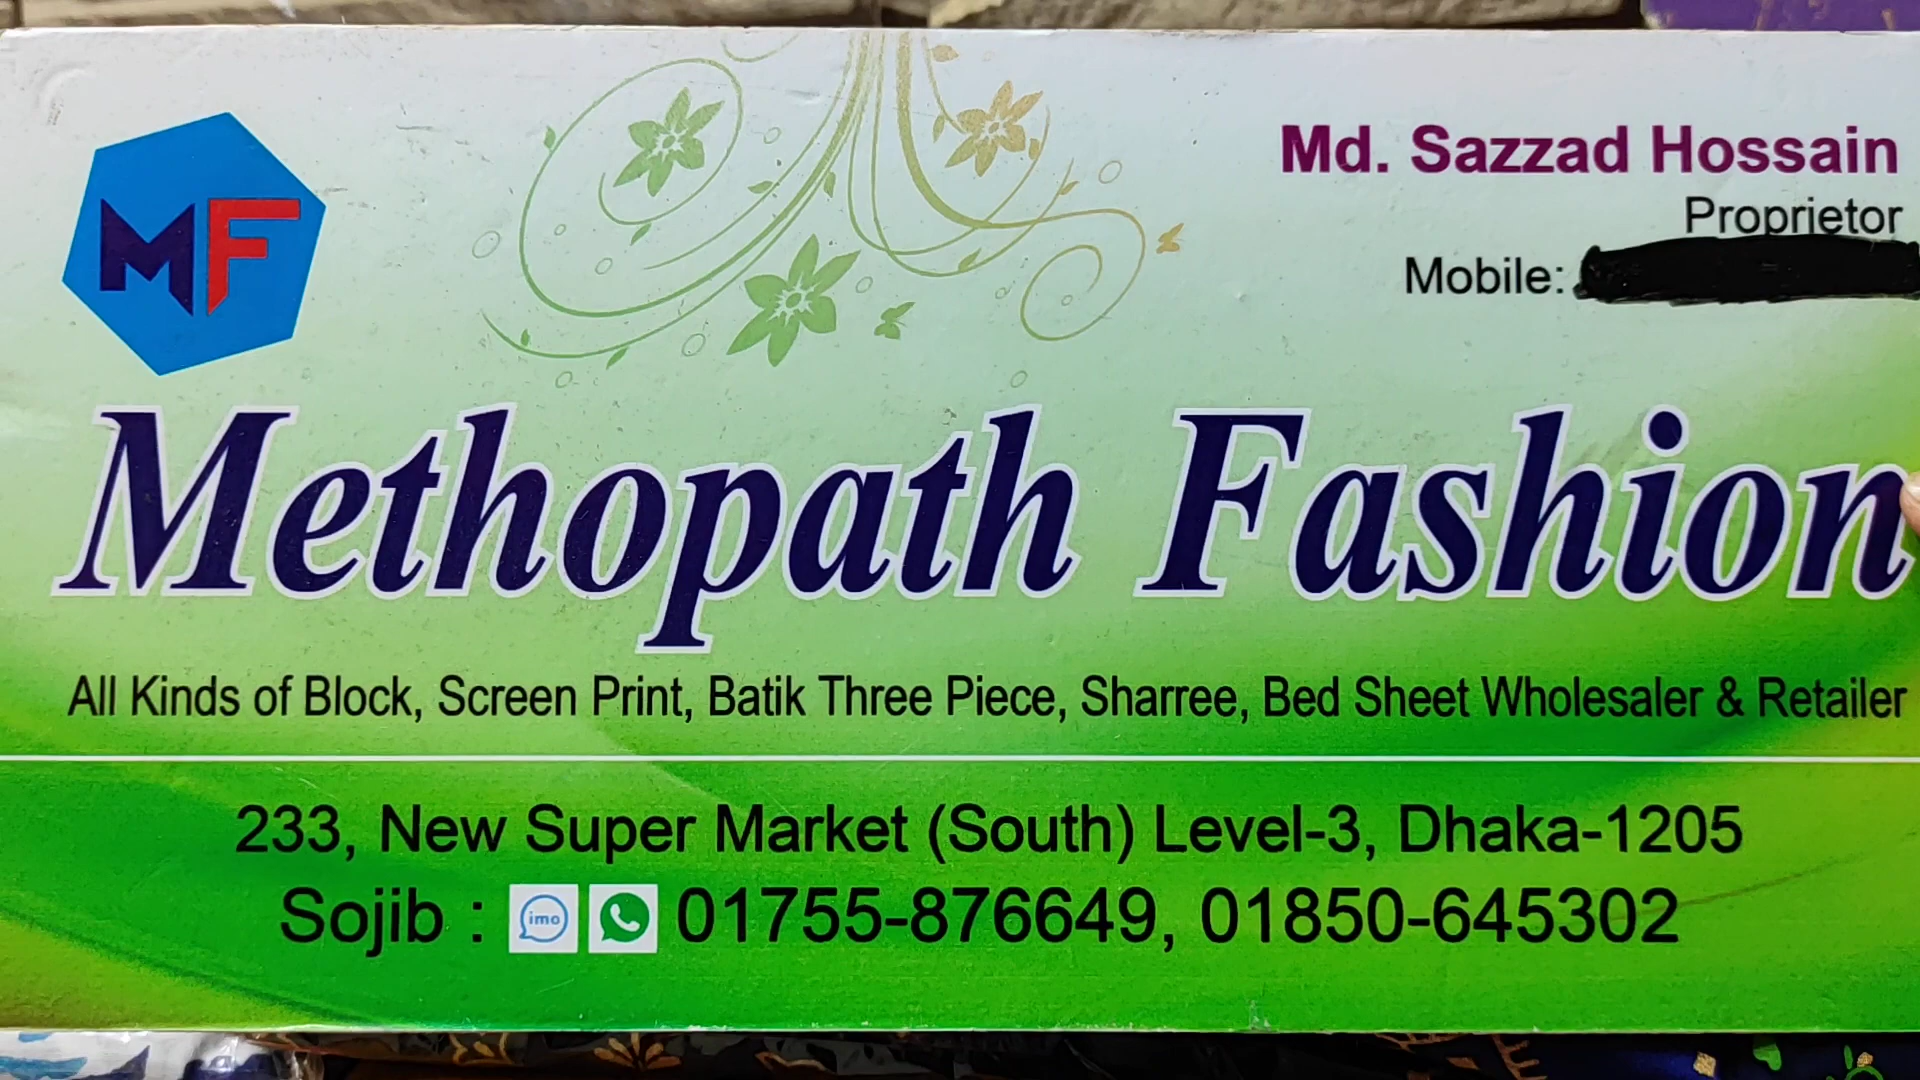 MF
Md. Sazzad Hossain
Proprietor
Mobile:
Methopath Fashion
All Kinds of Block, Screen Print, Batik Three Piece, Sharree, Bed Sheet Wholesaler & Retailer
233, New Super Market (South) Level-3, Dhaka-1205
Sojib : imo 01755-876649, 01850-645302